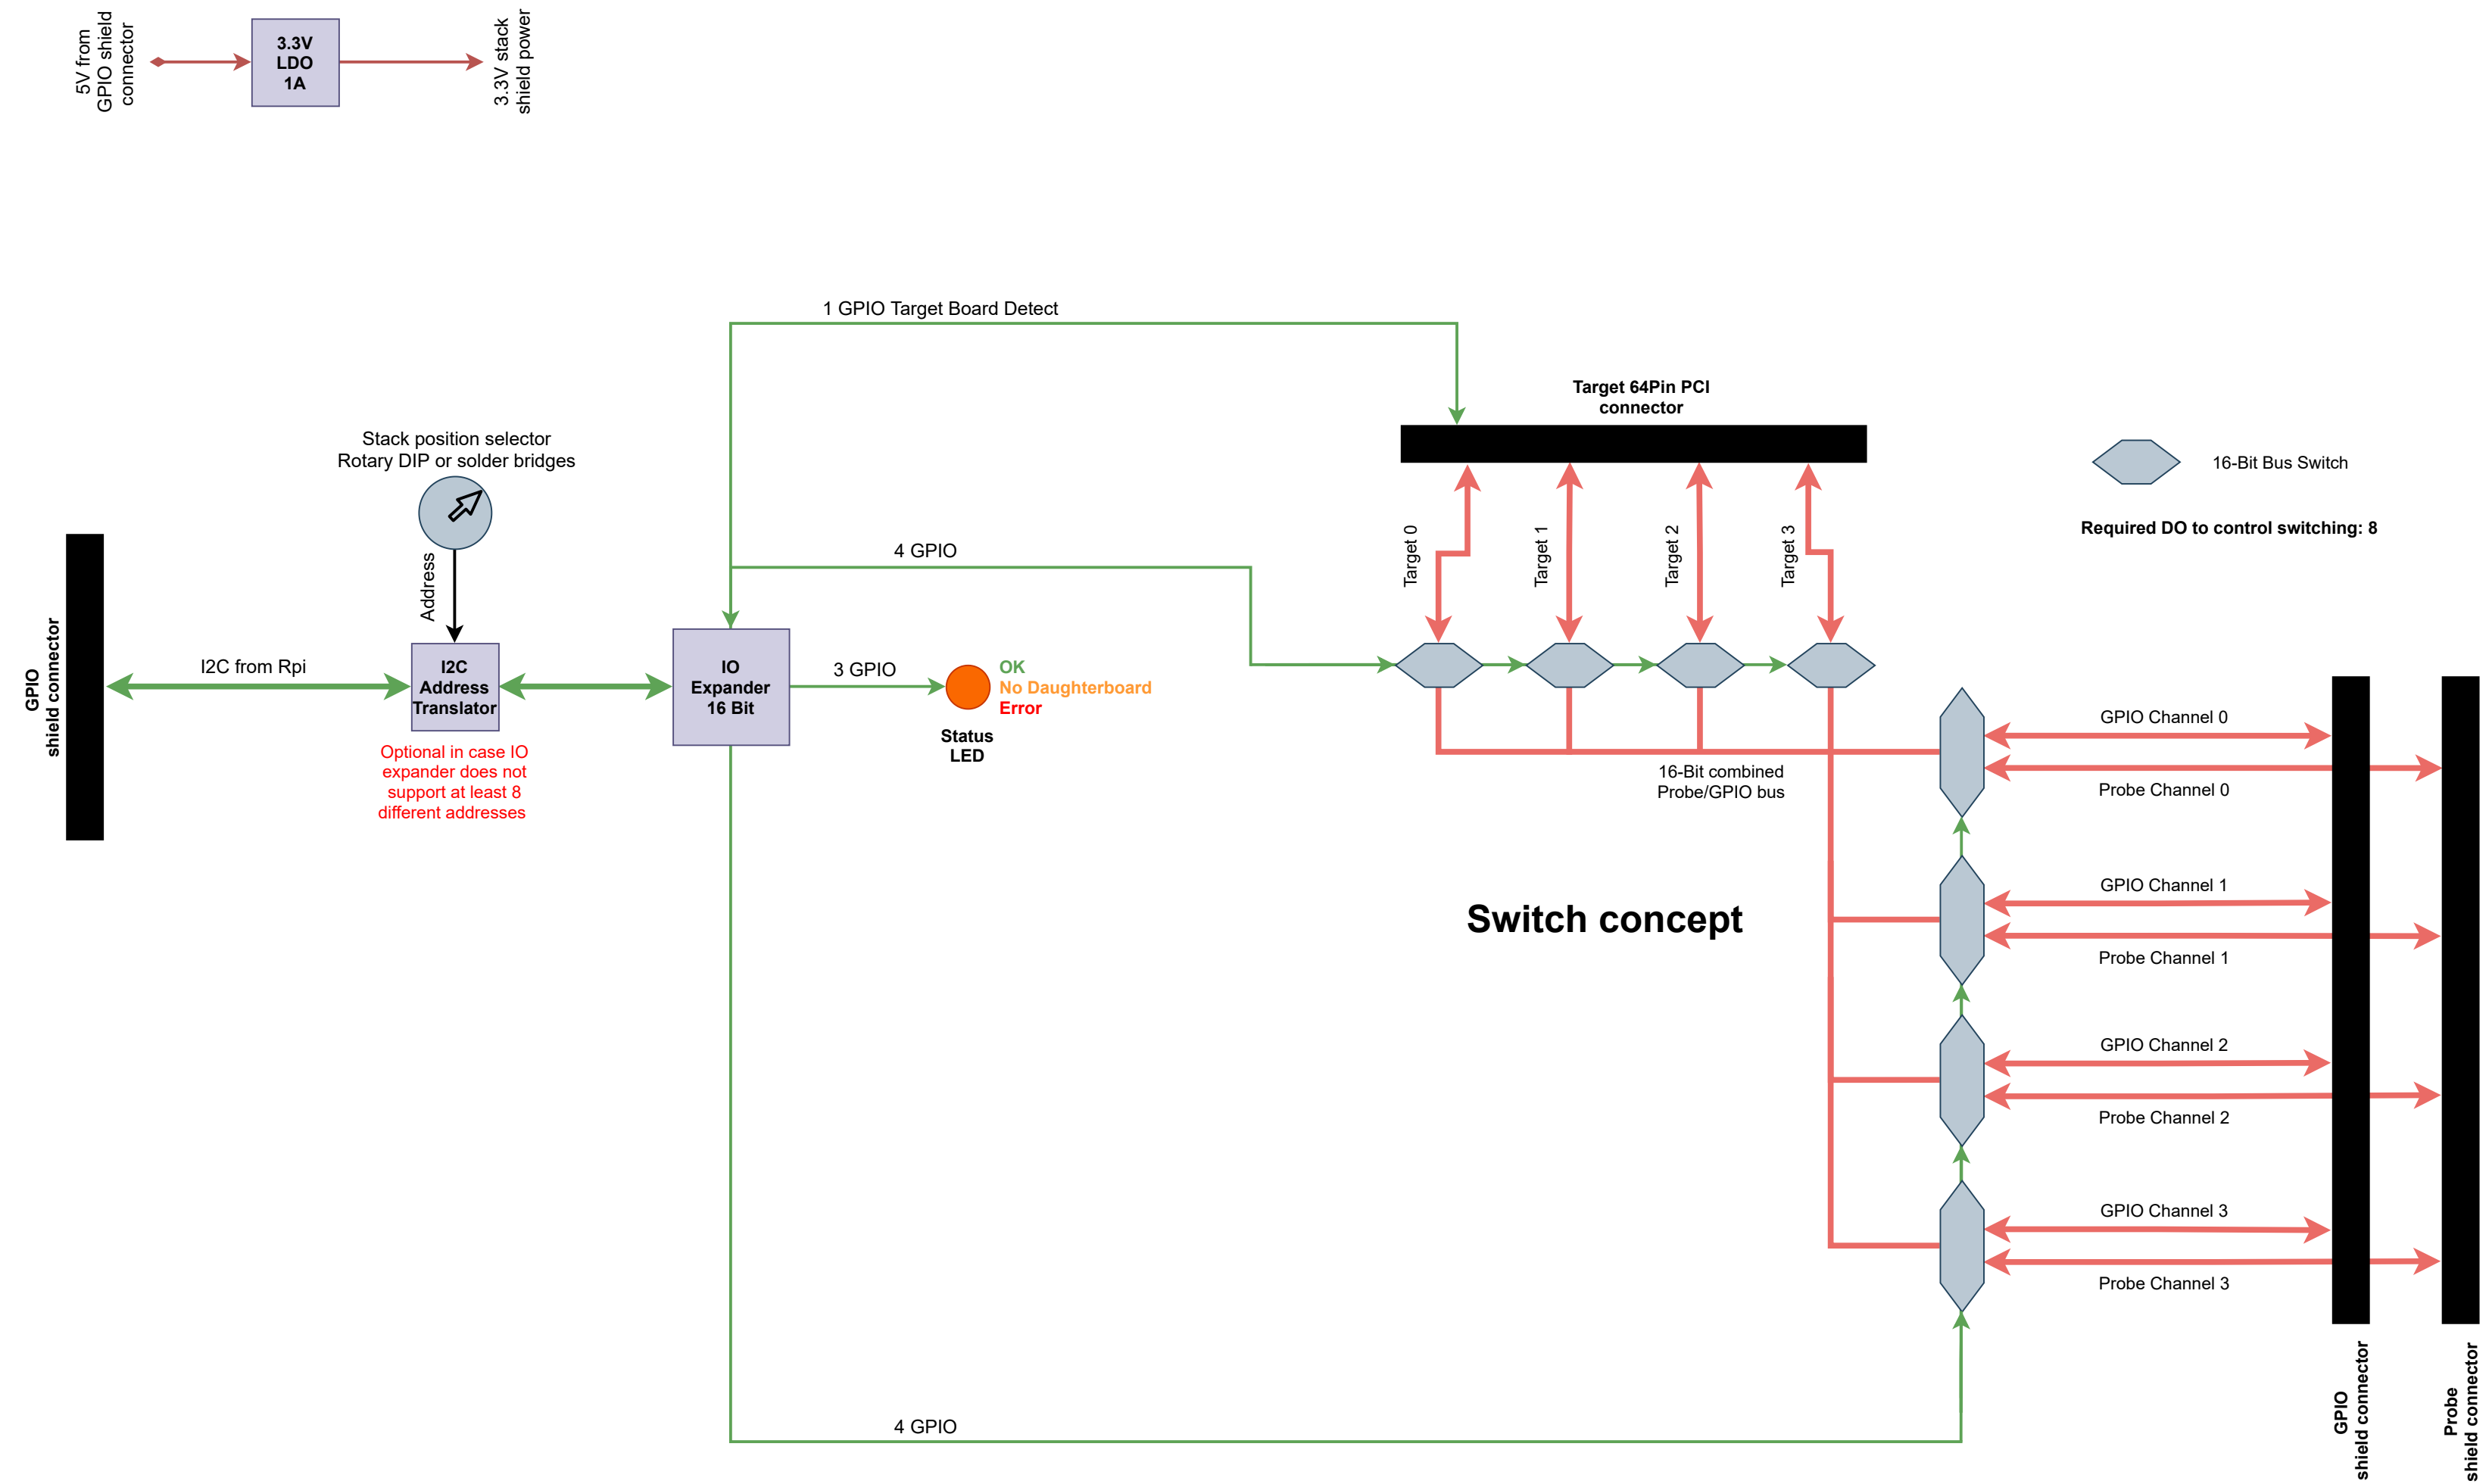 5V from
GPIO shield
connector
3.3V
LDO
1A
3.3V stack
shield power
1 GPIO Target Board Detect
Target 64Pin PCI
connector
Stack position selector
Rotary DIP or solder bridges
16-Bit Bus Switch
Required DO to control switching: 8
4 GPIO
Target 0
Target 1
Target 2
Target 3
Address
GPIO
shield connector
I2C from Rpi
I2C
Address
Translator
IO
Expander
16 Bit
3 GPIO
OK
No Daughterboard
Error
Status
LED
Optional in case IO
expander does not
support at least 8
different addresses
16-Bit combined
Probe/GPIO bus
GPIO Channel 0
Probe Channel 0
Switch concept
GPIO Channel 1
Probe Channel 1
GPIO Channel 2
Probe Channel 2
GPIO Channel 3
Probe Channel 3
4 GPIO
GPIO
shield connector
Probe
shield connector